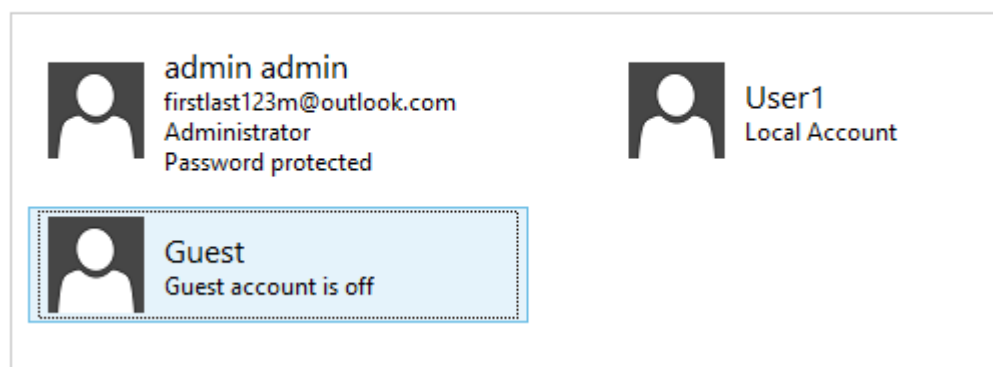 admin admin
firstlast123m@outlook.com
Administrator
Password protected
User1
Local Account
Guest
Guest account is off